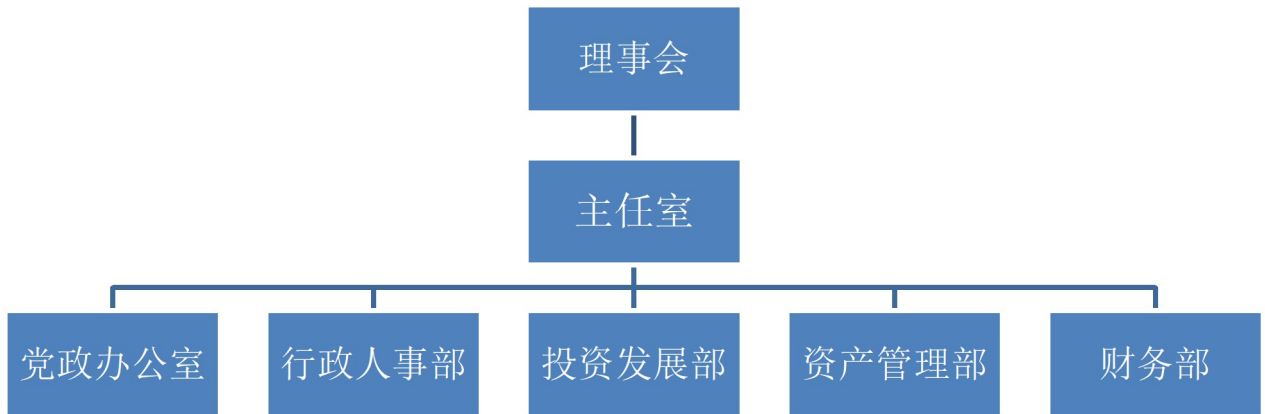 理事会
主任室
党政办公室
行政人事部
投资发展部
资产管理部
财务部